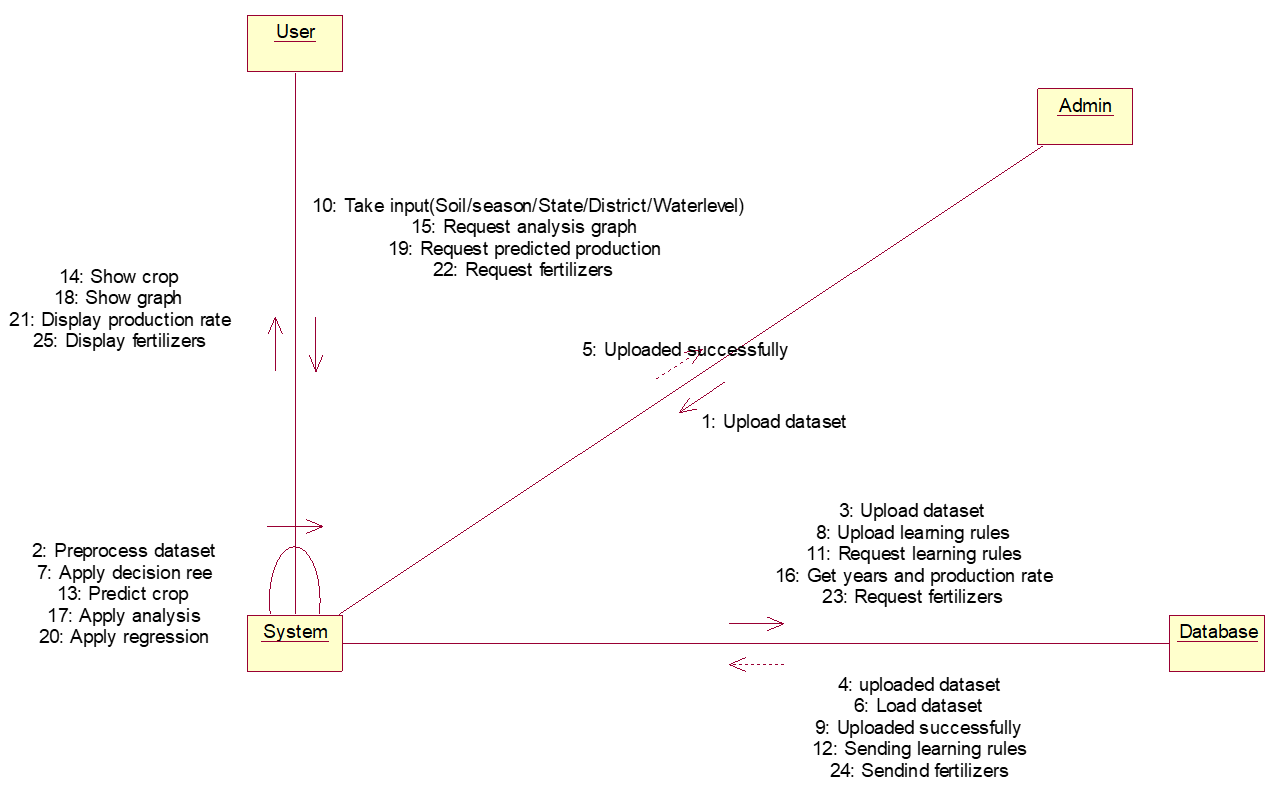 User
Admin
10: Take input(Soil/season/State/District/Waterlevel)
15: Request analysis graph
19: Request predicted production
22: Request fertilizers
14: Show crop
18: Show graph
21: Display production rate
25: Display fertilizers
5: Uploaded successfully
1: Upload dataset
3: Upload dataset
8: Upload learning rules
11: Request learning rules
16: Get years and production rate
23: Request fertilizers
2: Preprocess dataset
7: Apply decision ree
13: Predict crop
17: Apply analysis
20: Apply regression
System
Database
4: uploaded dataset
6: Load dataset
9: Uploaded successfully
12: Sending learning rules
24: Sendind fertilizers